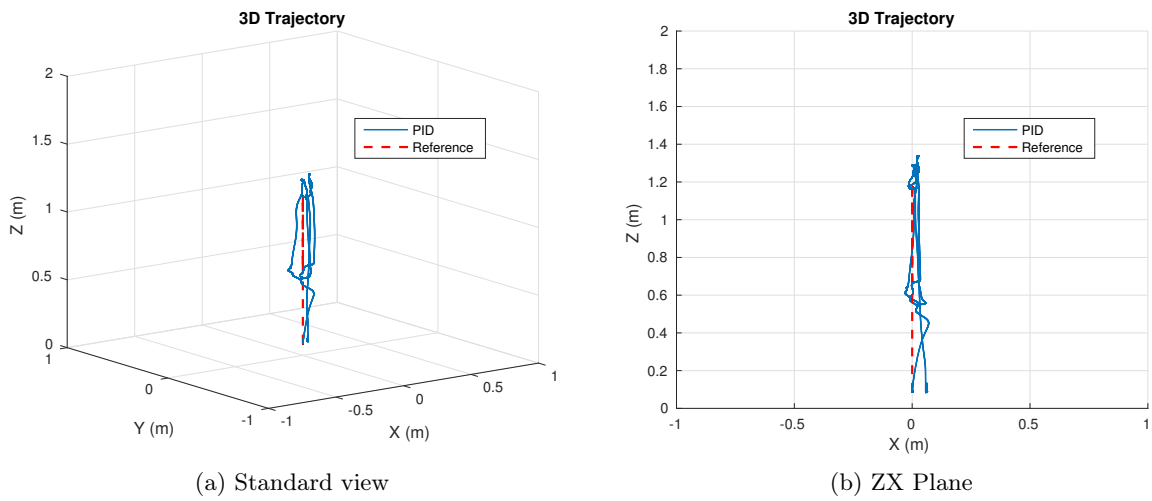 3D Trajectory
2
1.5
1
0.5
0
Z (m)
PID
Reference
1
0
-1
Y (m)
-1
-0.5
0
0.5
1
X (m)
(a) Standard view
3D Trajectory
2
1.8
1.6
1.4
1.2
1
0.8
0.6
0.4
0.2
0
Z (m)
PID
Reference
-1
-0.5
0
0.5
1
X (m)
(b) ZX Plane